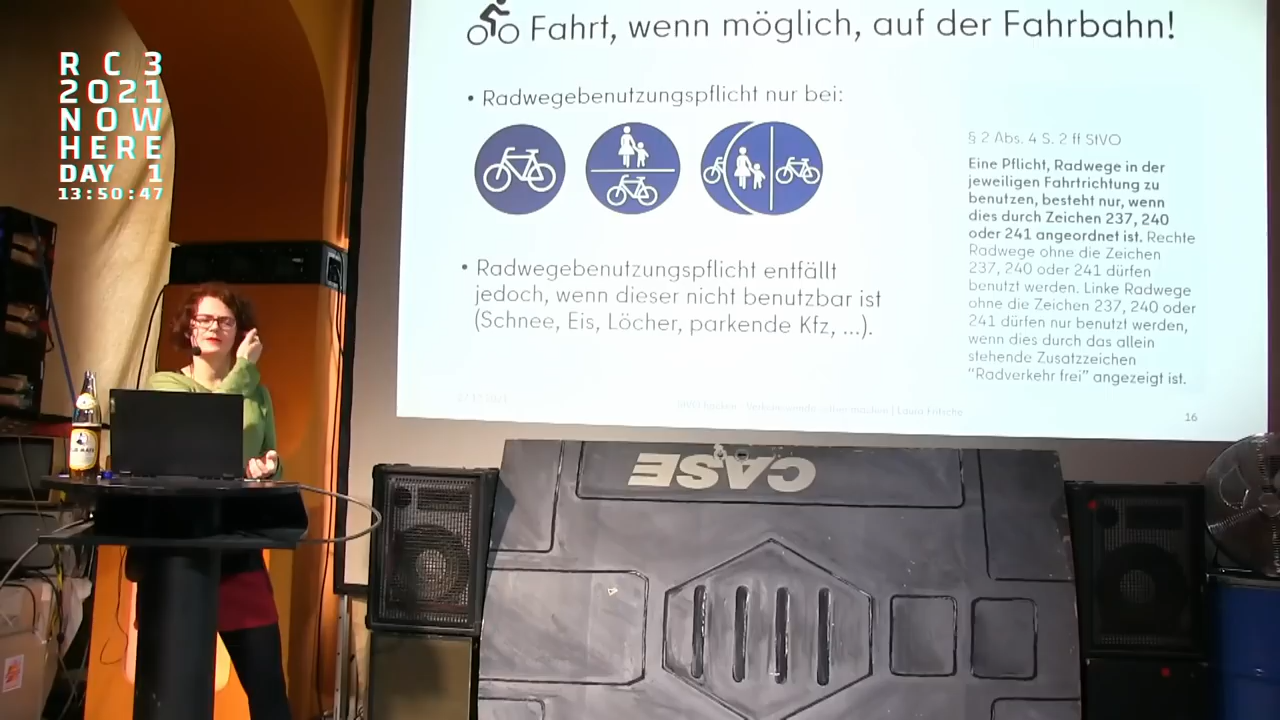 R C 3
2021
NOW
HERE
DAY 1
13:50:47
Fahrt, wenn möglich, auf der Fahrbahn!
• Radwegebenutzungspflicht nur bei:
• Radwegebenutzungspflicht entfällt
jedoch, wenn dieser nicht benutzbar ist
(Schnee, Eis, Löcher, parkende Kfz, ...).
§ 2 Abs. 4 S. 2 ff StVO
Eine Pflicht, Radwege in der
jeweiligen Fahrtrichtung zu
benutzen, besteht nur, wenn
dies durch Zeichen 237, 240
oder 241 angeordnet ist. Rechte
Radwege ohne die Zeichen
237, 240 oder 241 dürfen
benutzt werden. Linke Radwege
ohne die Zeichen 237, 240 oder
241 dürfen nur benutzt werden,
wenn dies durch das allein
stehende Zusatzzeichen
"Radverkehr frei" angezeigt ist.
| Laura Fritsche
16
CASE